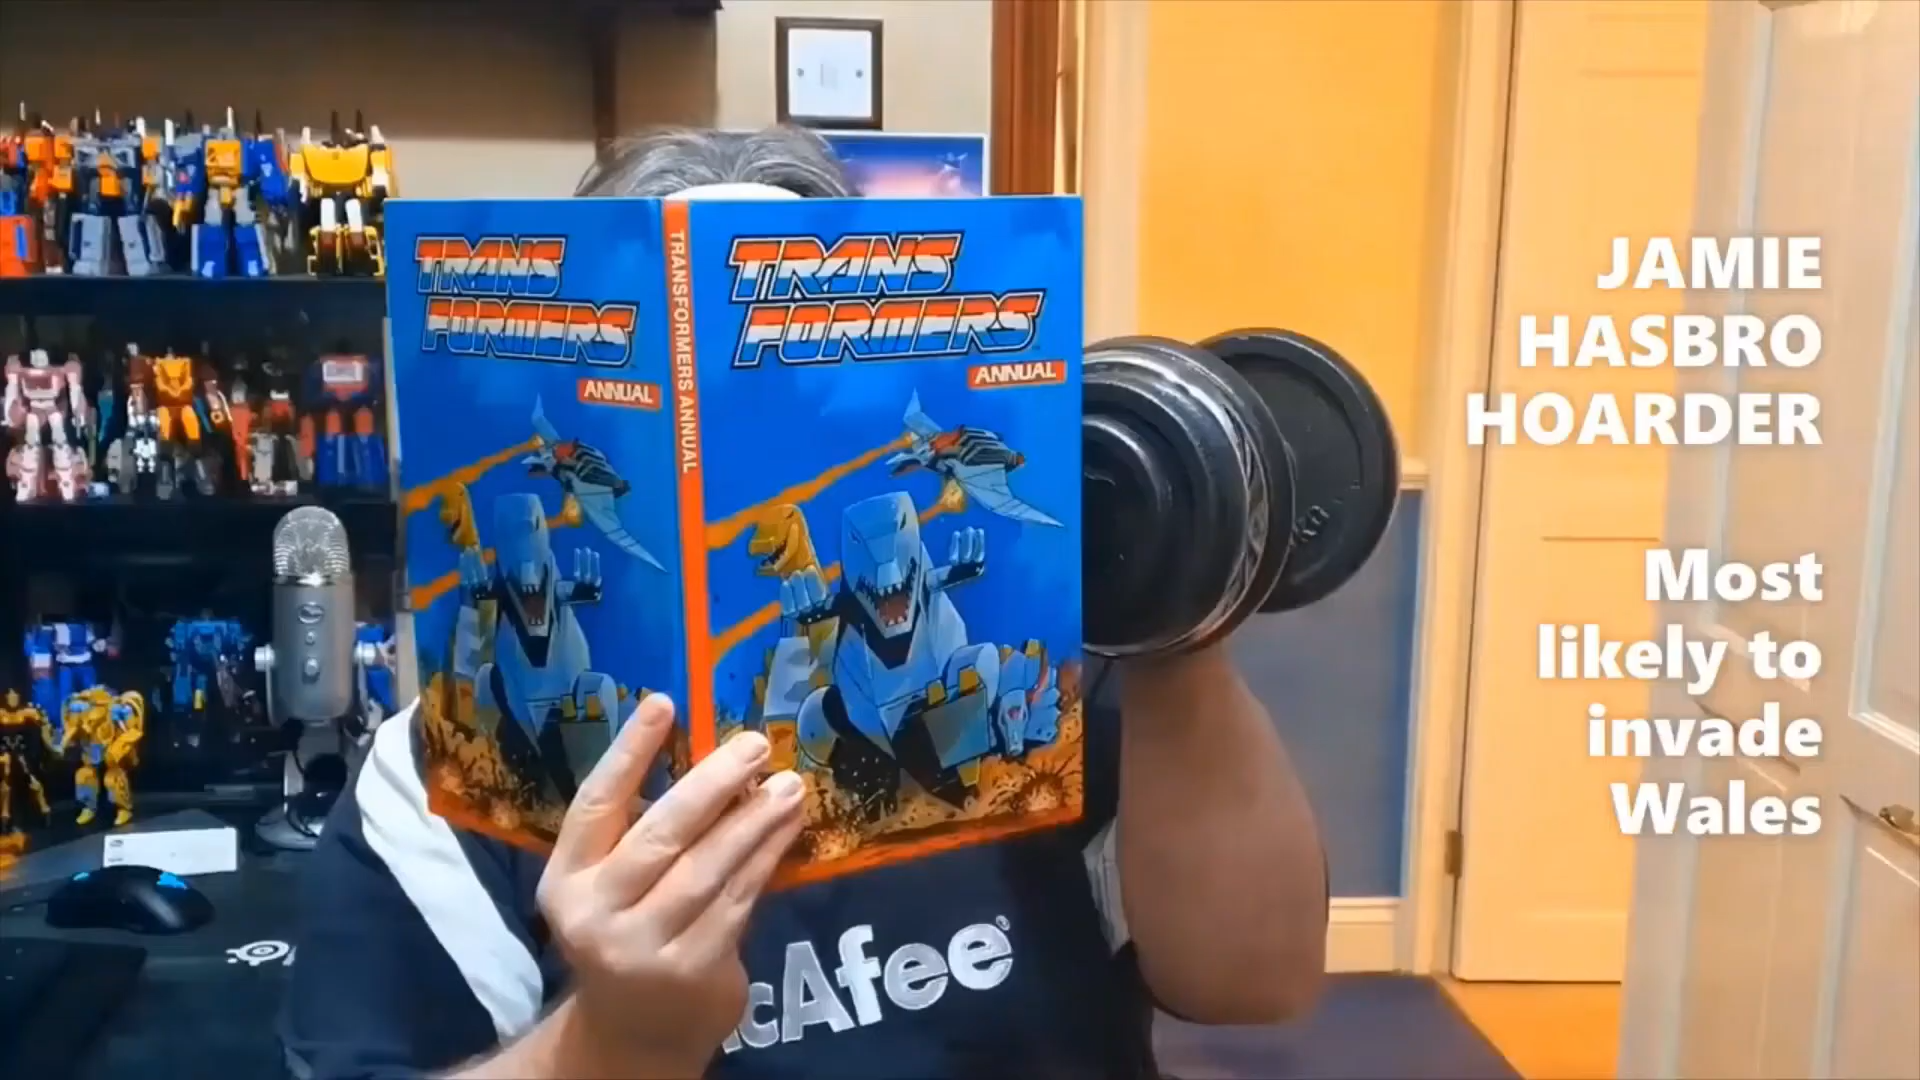 TRANS
FORMERS
ANNUAL
TRANSFORMERS ANNUAL
TRANS
FORMERS
ANNUAL
JAMIE
HASBRO
HOARDER
Most
likely to
invade
Wales
cAfee®